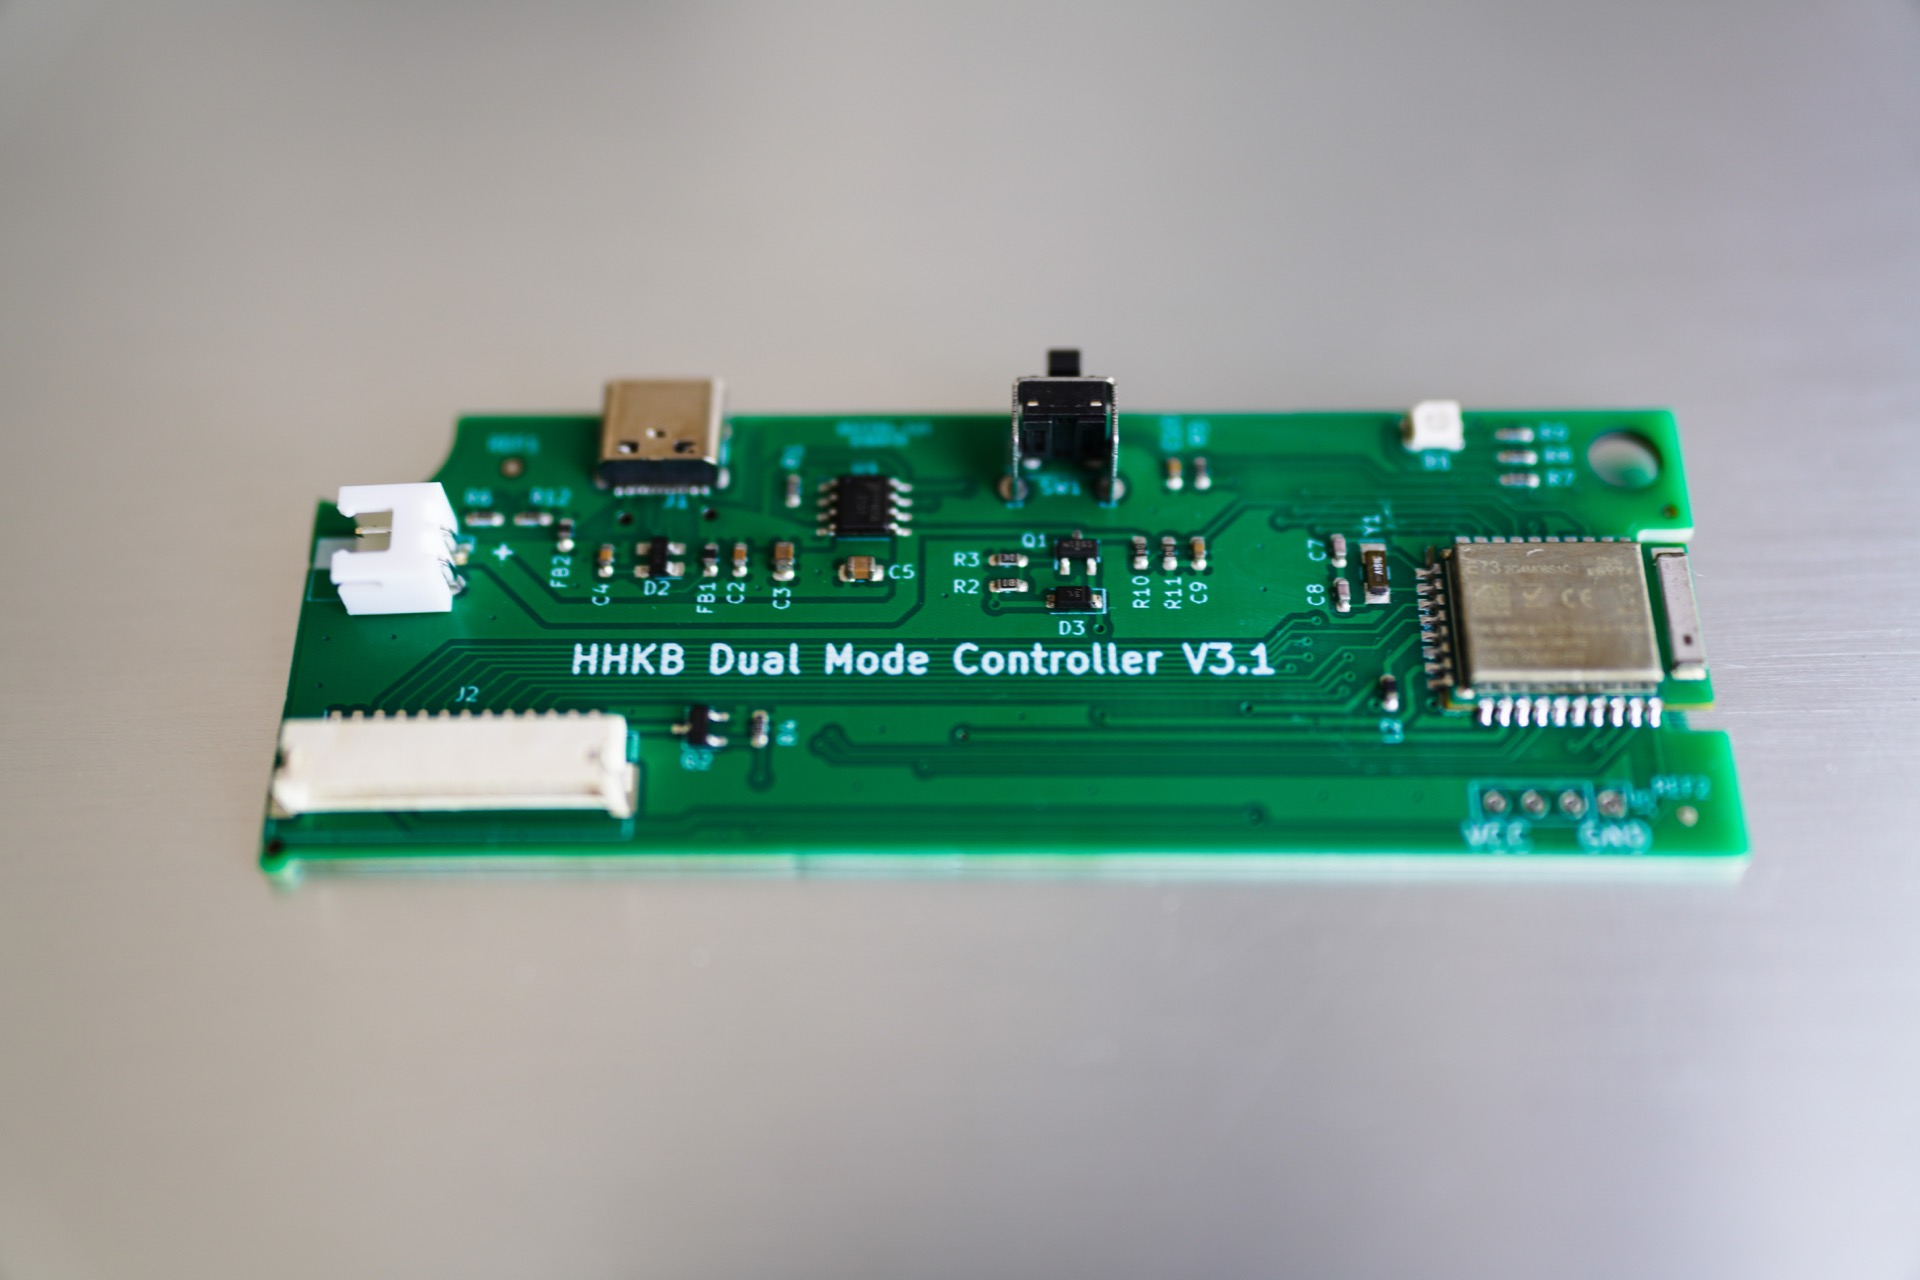 J1
SW1
D1
R7
R12
+
FB2
C4
D2
FB1
C2
C3
C5
Q1
R3
R2
D3
R10
R11
C9
C7
C8
Y1
E73
CE
HHKB Dual Mode Controller V3.1
J2
VCC
GND